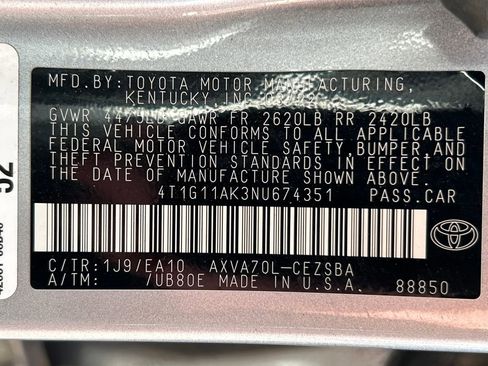 MFD. BY: TOYOTA MOTOR MANUFACTURING,
KENTUCKY, INC.
GVWR 4475LB GAWR FR 2620LB RR 2420LB
THIS VEHICLE CONFORMS TO ALL APPLICABLE
FEDERAL MOTOR VEHICLE SAFETY, BUMPER, AND
THEFT PREVENTION STANDARDS IN EFFECT ON
THE DATE OF MANUFACTURE SHOWN ABOVE.
4T1G11AK3NU674351 PASS.CAR
C/TR: 1J9/EA10 AXVA70L-CEZSBA
A/TM: /UB80E MADE IN U.S.A. 88850
52